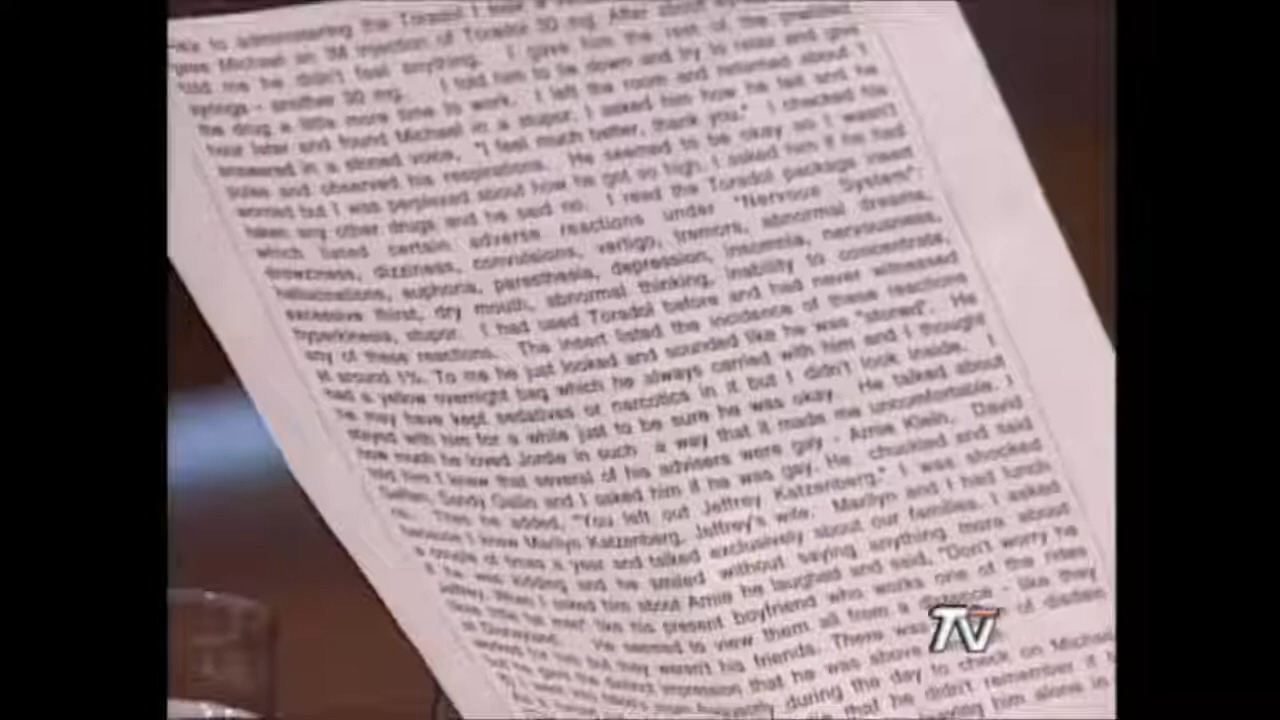 to administering the Toradol I took a
gave Michael an IM injection of Toradol 30 mg. After about
told me he didn't feel anything. I gave him the rest of the
syringe - another 30 mg. I told him to lie down and try to relax and give
the drug a little more time to work. I left the room and returned about 1
hour later and found Michael in a stupor. I asked him how he felt and he
answered in a stoned voice, "I feel much better, thank you." I checked his
pulse and observed his respirations. He seemed to be okay so I wasn't
worried but I was perplexed about how he got so high. I asked him if he had
taken any other drugs and he said no. I read the Toradol package insert
which listed certain adverse reactions under "Nervous System":
drowziness, dizziness, convulsions, vertigo, tremors, abnormal dreams,
hallucinations, euphoria, paresthesia, depression, insomnia, nervousness,
excessive thirst, dry mouth, abnormal thinking, inability to concentrate,
hyperkinesis, stupor. I had used Toradol before and had never witnessed
any of these reactions. The insert listed the incidence of these reactions
at around 1%. To me he just looked and sounded like he was "stoned". He
had a yellow overnight bag which he always carried with him and I thought
he may have kept sedatives or narcotics in it but I didn't look inside. I
stayed with him for a while just to be sure he was okay. He talked about
how much he loved Jordie in such a way that it made me uncomfortable. I
told him I knew that several of his advisers were gay - Arnie Klein, David
Geffen, Sandy Gallin and I asked him if he was gay. He chuckled and said
no. Then he added, "You left out Jeffrey Katzenberg." I was shocked
because I knew Marilyn Katzenberg, Jeffrey's wife. Marilyn and I had lunch
a couple of times a year and talked exclusively about our families. I asked
if he was kidding and he smiled without saying anything more about
Jeffrey. When I asked him about Arnie he laughed and said, "Don't worry he
like his present boyfriend who works one of the rides
at Disneyland. He seemed to view them all from a distance - like they
him but they weren't his friends. There was of disdain
gave the distinct impression that he was above
during the day to check on Michael
that he didn't remember it
leaving him alone in
TV